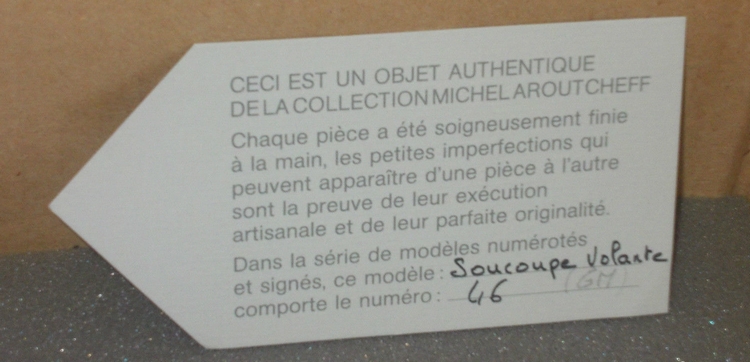 CECI EST UN OBJET AUTHENTIQUE
DE LA COLLECTION MICHEL AROUTCHEFF
Chaque pièce a été soigneusement finie
à la main, les petites imperfections qui
peuvent apparaître d'une pièce à l'autre
sont la preuve de leur exécution
artisanale et de leur parfaite originalité.
Dans la série de modèles numérotés
et signés, ce modèle : Soucoupe Volante
comporte le numéro : 46 (GM)